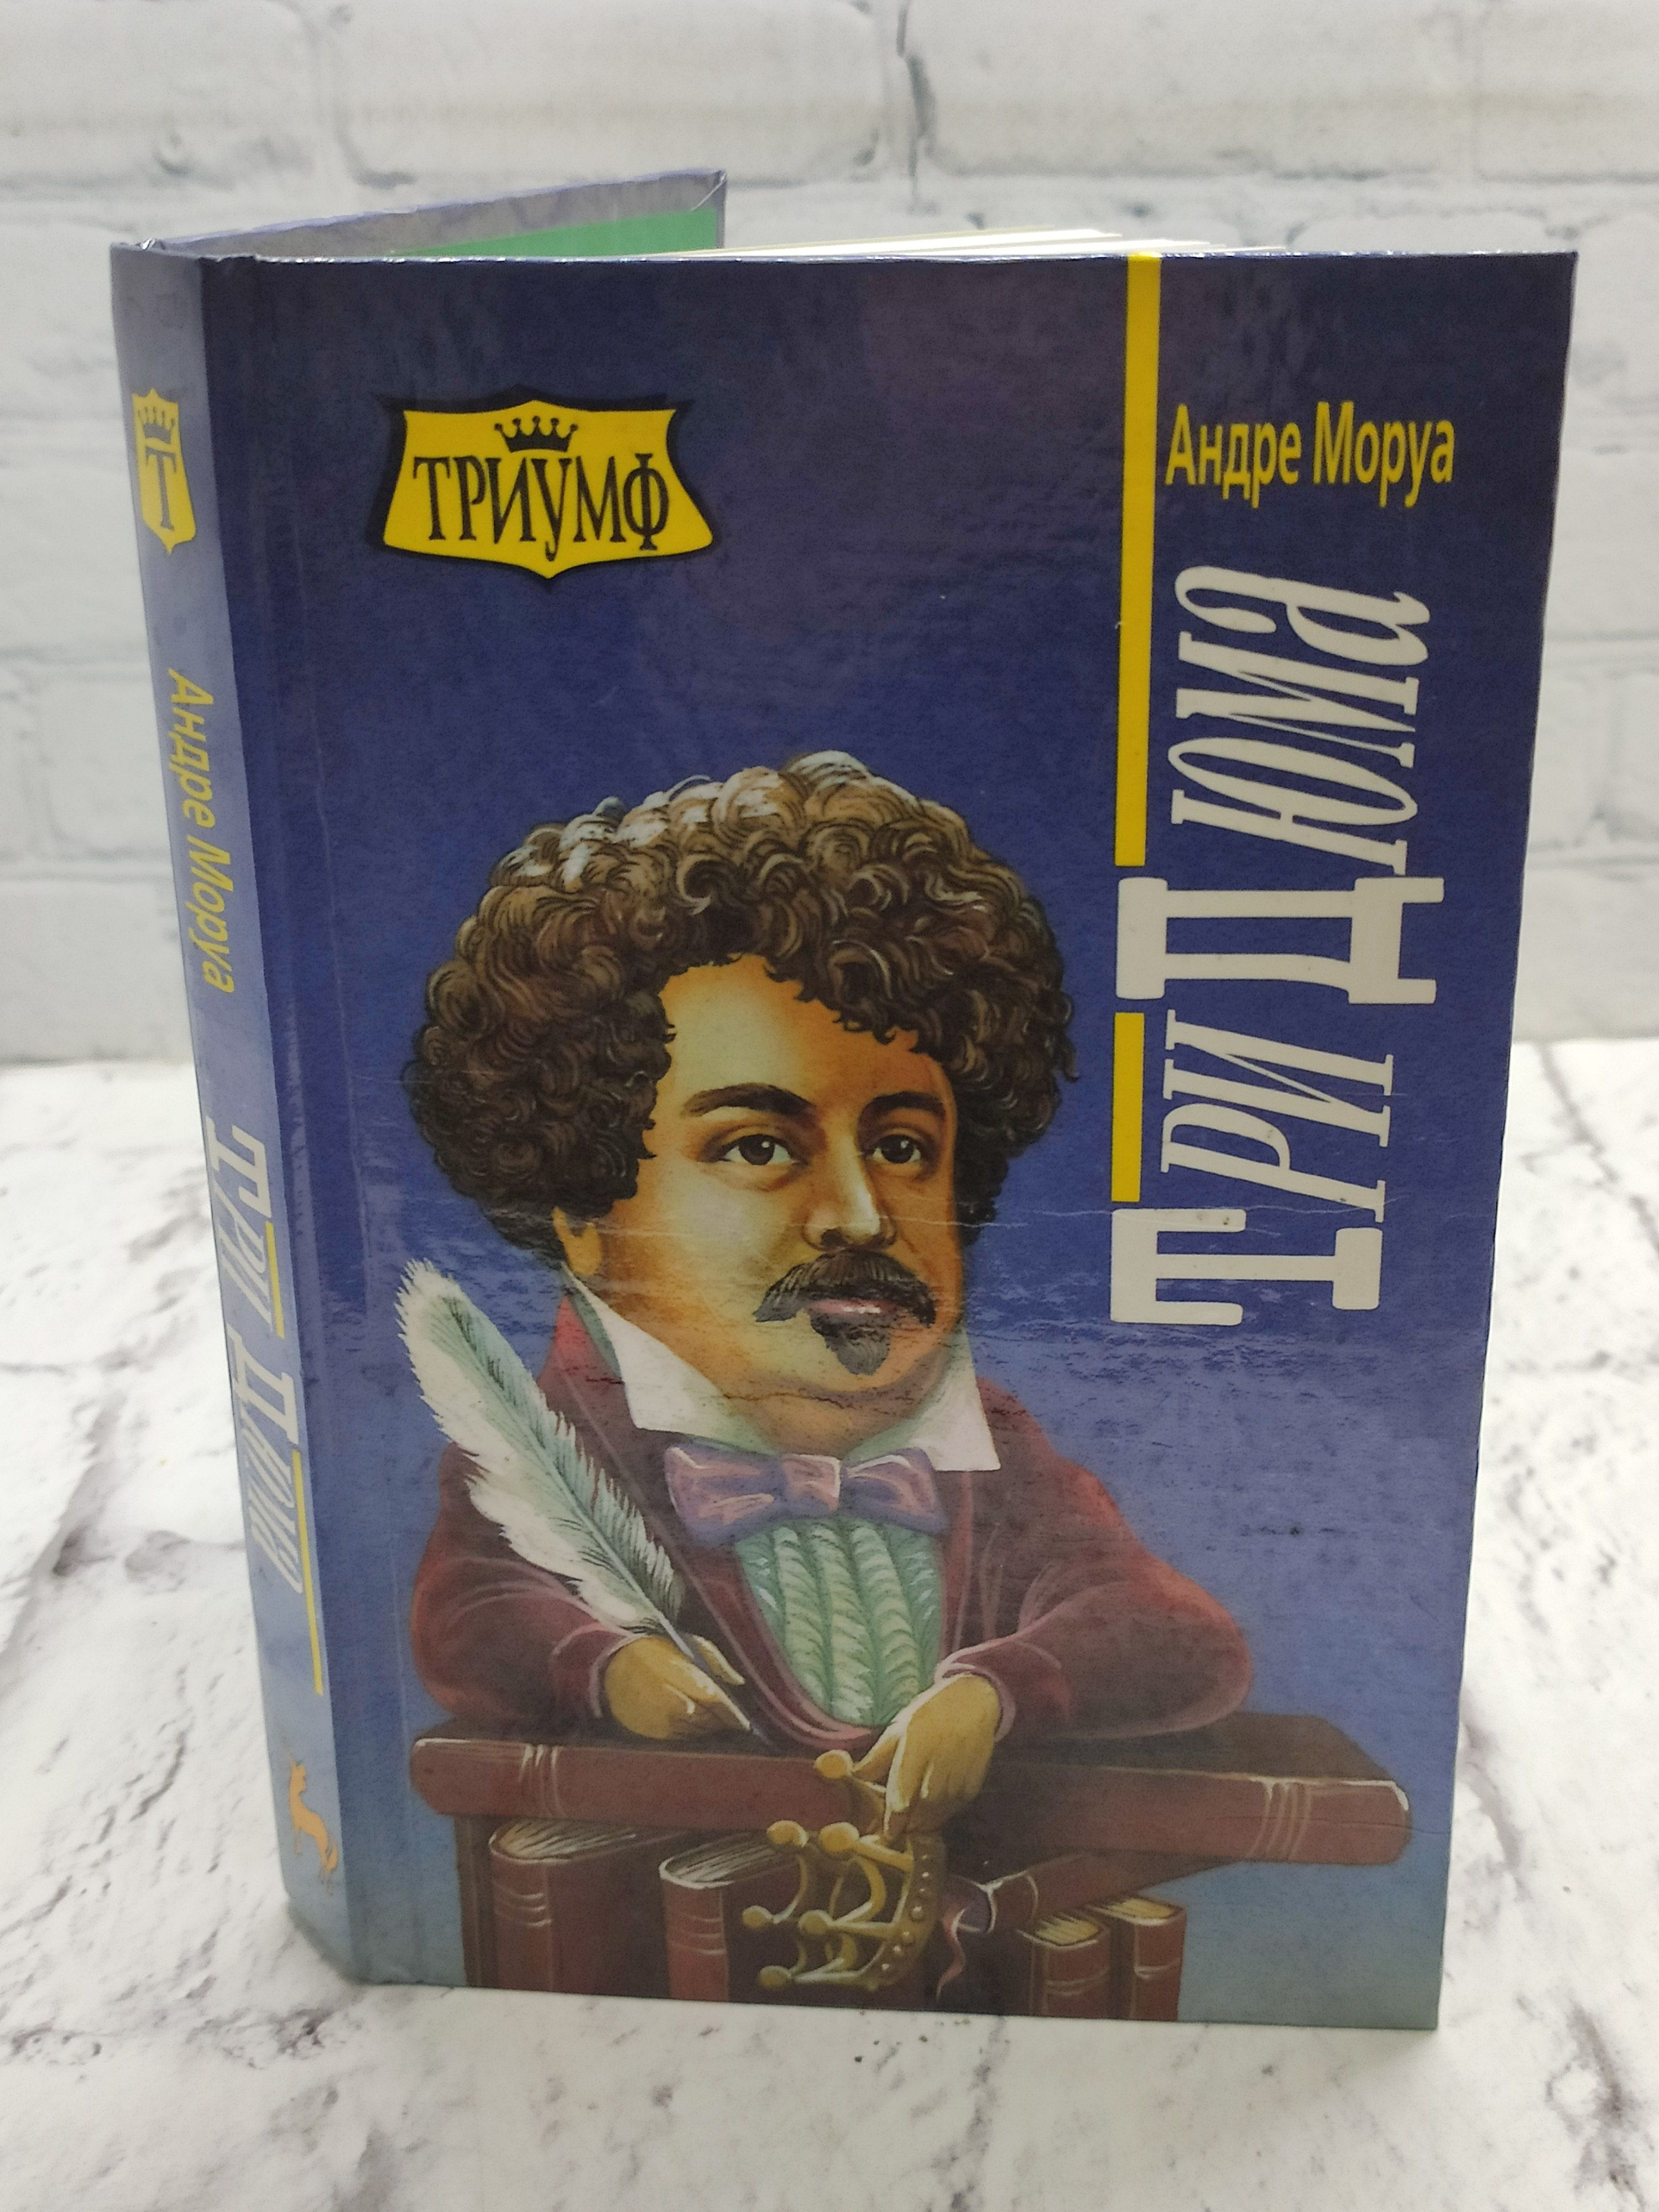 ТРИУМФ
Андре Моруа
ТРИ ДЮМА
Т
Андре Моруа
ТРИ ДЮМА